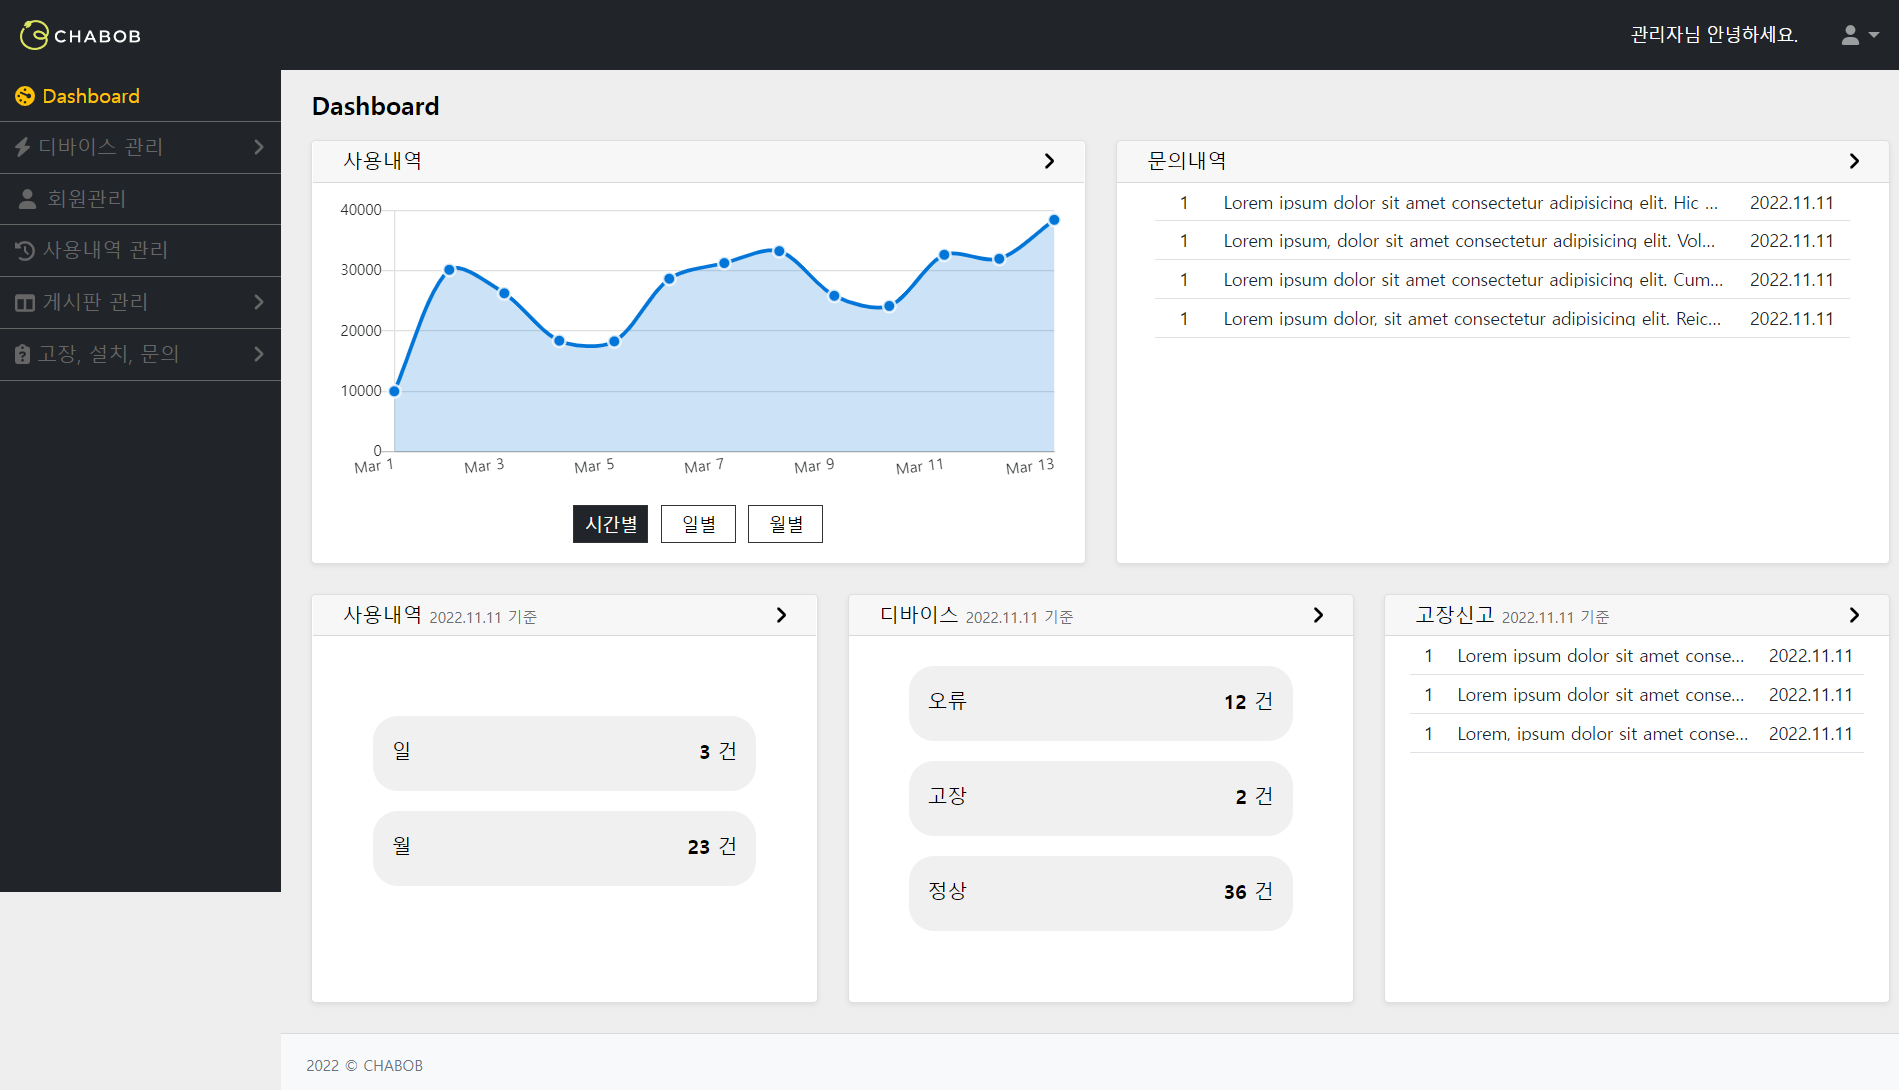 CHABOB
관리자님 안녕하세요.
Dashboard
디바이스 관리
회원관리
사용내역 관리
게시판 관리
고장, 설치, 문의
Dashboard
사용내역
40000
30000
20000
10000
0
Mar 1 Mar 3 Mar 5 Mar 7 Mar 9 Mar 11 Mar 13
시간별 일별 월별
문의내역
1 Lorem ipsum dolor sit amet consectetur adipisicing elit. Hic ... 2022.11.11
1 Lorem ipsum, dolor sit amet consectetur adipisicing elit. Vol... 2022.11.11
1 Lorem ipsum dolor sit amet consectetur adipisicing elit. Cum... 2022.11.11
1 Lorem ipsum dolor, sit amet consectetur adipisicing elit. Reic... 2022.11.11
사용내역 2022.11.11 기준
일 3 건
월 23 건
디바이스 2022.11.11 기준
오류 12 건
고장 2 건
정상 36 건
고장신고 2022.11.11 기준
1 Lorem ipsum dolor sit amet conse... 2022.11.11
1 Lorem ipsum dolor sit amet conse... 2022.11.11
1 Lorem, ipsum dolor sit amet conse... 2022.11.11
2022 © CHABOB